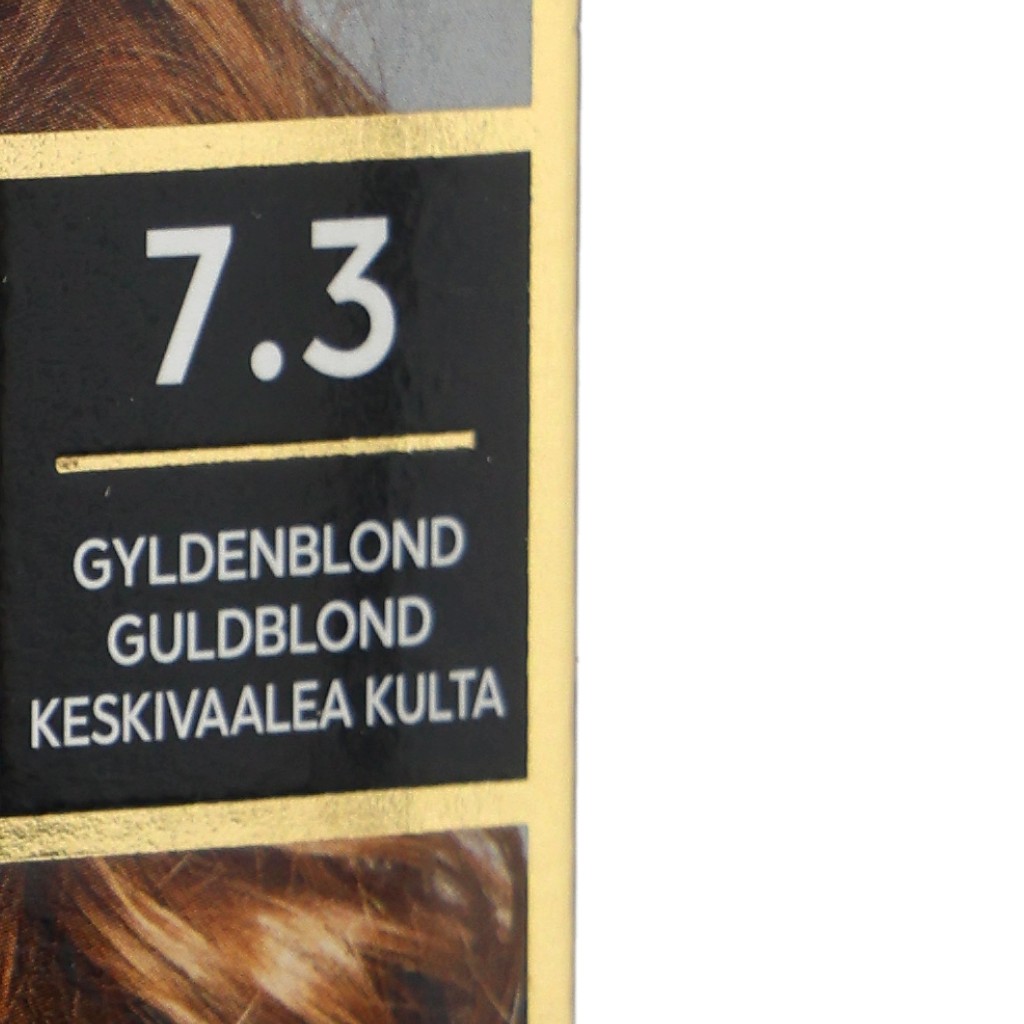 7.3
GYLDENBLOND
GULDBLOND
KESKIVAALEA KULTA